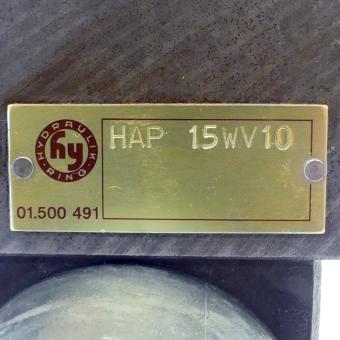 HYDRAULIK
RING
hy
HAP 15WV10
01.500 491